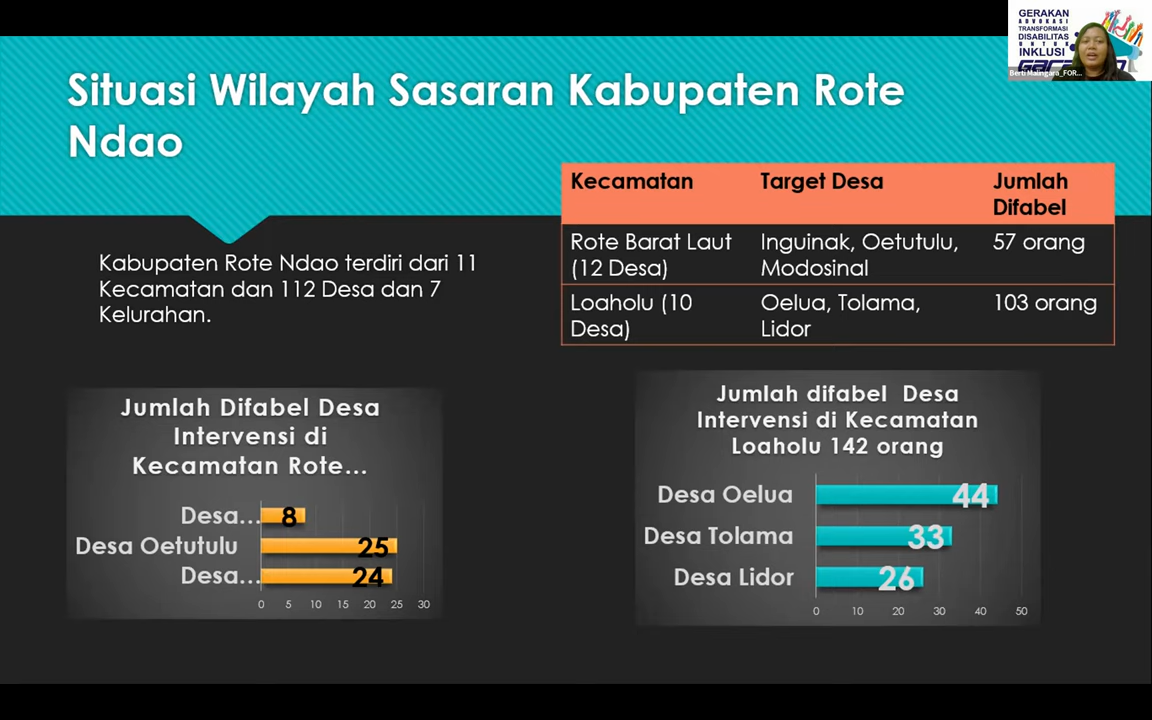 GERAKAN
ADVOKASI
TRANSFORMASI
DISABILITAS
UNTUK
INKLUSI
Berti Malingara_FOR...
Situasi Wilayah Sasaran Kabupaten Rote
Ndao
Kabupaten Rote Ndao terdiri dari 11
Kecamatan dan 112 Desa dan 7
Kelurahan.
Kecamatan Target Desa Jumlah
Difabel
Rote Barat Laut Inguinak, Oetutulu, 57 orang
(12 Desa) Modosinal
Loaholu (10 Oelua, Tolama, 103 orang
Desa) Lidor
Jumlah Difabel Desa
Intervensi di
Kecamatan Rote...
Desa... 8
Desa Oetutulu 25
Desa... 24
0 5 10 15 20 25 30
Jumlah difabel Desa
Intervensi di Kecamatan
Loaholu 142 orang
Desa Oelua 44
Desa Tolama 33
Desa Lidor 26
0 10 20 30 40 50